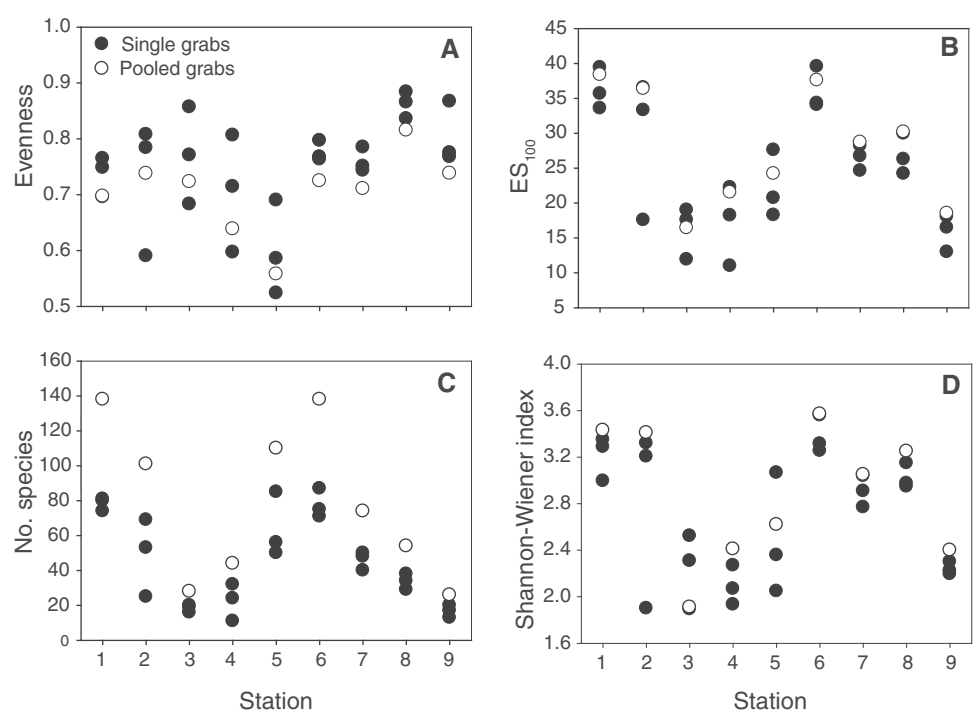 A
Single grabs
Pooled grabs
Evenness
1.0
0.9
0.8
0.7
0.6
0.5
B
ES100
45
40
35
30
25
20
15
10
5
C
No. species
160
140
120
100
80
60
40
20
0
1 2 3 4 5 6 7 8 9
Station
D
Shannon-Wiener index
4.0
3.6
3.2
2.8
2.4
2.0
1.6
1 2 3 4 5 6 7 8 9
Station